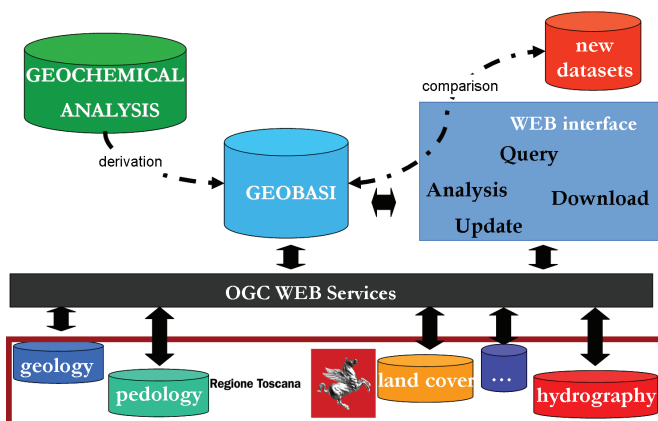 GEOCHEMICAL
ANALYSIS
new
datasets
comparison
derivation
WEB interface
Query
Analysis
Download
Update
GEOBASI
OGC WEB Services
geology
pedology
Regione Toscana
land cover
...
hydrography